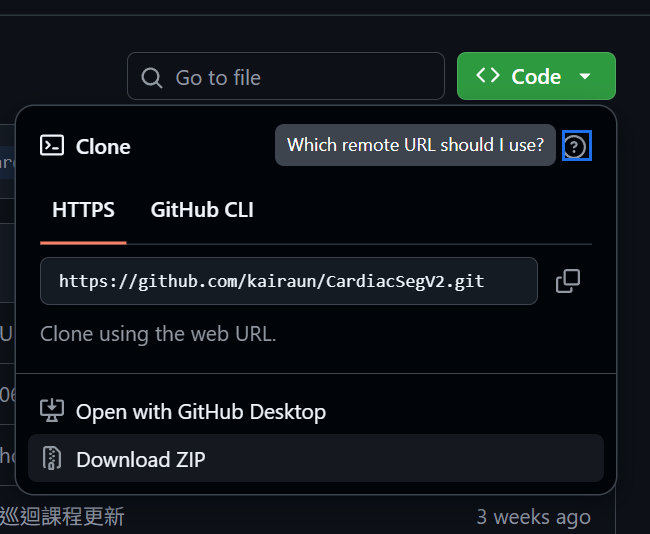 Go to file
Code
Clone
Which remote URL should I use?
HTTPS
GitHub CLI
https://github.com/kairaun/CardiacSegV2.git
Clone using the web URL.
Open with GitHub Desktop
Download ZIP
巡迴課程更新
3 weeks ago